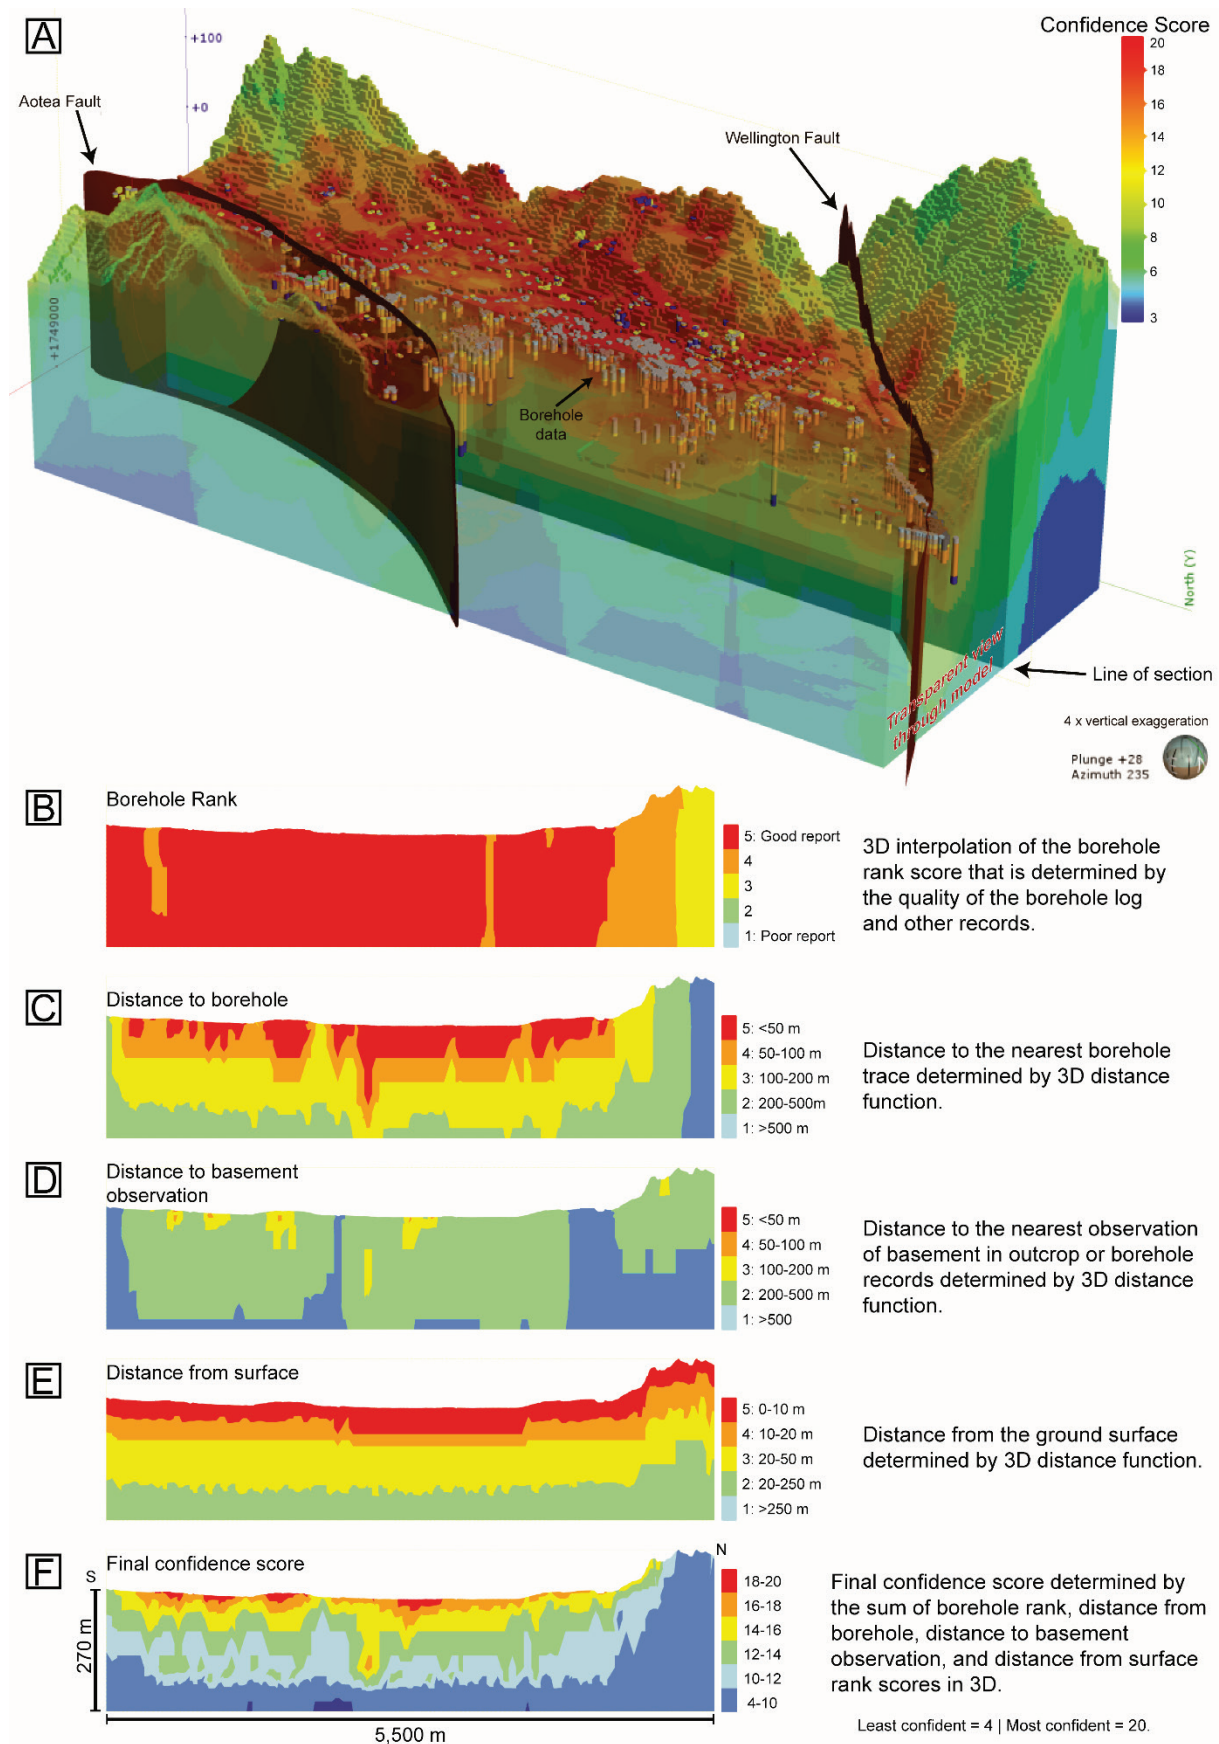 A
+100
+0
Aotea Fault
Wellington Fault
Confidence Score
20
18
16
14
12
10
8
6
4
3
+1749000
Borehole
data
North (Y)
Transparent view
through model
Line of section
4 x vertical exaggeration
Plunge +28
Azimuth 235
B
Borehole Rank
5: Good report
4
3
2
1: Poor report
3D interpolation of the borehole
rank score that is determined by
the quality of the borehole log
and other records.
C
Distance to borehole
5: <50 m
4: 50-100 m
3: 100-200 m
2: 200-500m
1: >500 m
Distance to the nearest borehole
trace determined by 3D distance
function.
D
Distance to basement
observation
5: <50 m
4: 50-100 m
3: 100-200 m
2: 200-500 m
1: >500
Distance to the nearest observation
of basement in outcrop or borehole
records determined by 3D distance
function.
E
Distance from surface
5: 0-10 m
4: 10-20 m
3: 20-50 m
2: 20-250 m
1: >250 m
Distance from the ground surface
determined by 3D distance function.
F
Final confidence score
S
N
270 m
5,500 m
18-20
16-18
14-16
12-14
10-12
4-10
Final confidence score determined by
the sum of borehole rank, distance from
borehole, distance to basement
observation, and distance from surface
rank scores in 3D.
Least confident = 4 | Most confident = 20.